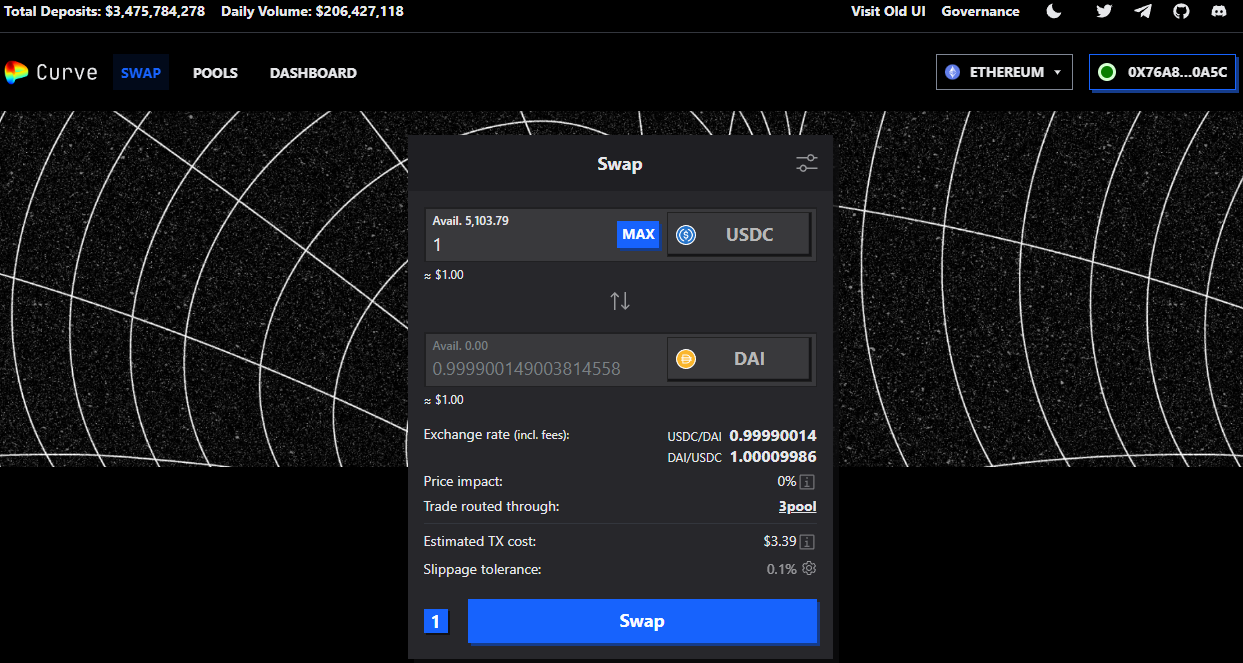 Total Deposits: $3,475,784,278 Daily Volume: $206,427,118 Visit Old UI Governance
Curve SWAP POOLS DASHBOARD ETHEREUM 0X76A8...0A5C
Swap
Avail. 5,103.79
1 MAX USDC
≈ $1.00
Avail. 0.00
0.999900149003814558 DAI
≈ $1.00
Exchange rate (incl. fees): USDC/DAI 0.99990014
DAI/USDC 1.00009986
Price impact: 0%
Trade routed through: 3pool
Estimated TX cost: $3.39
Slippage tolerance: 0.1%
1 Swap